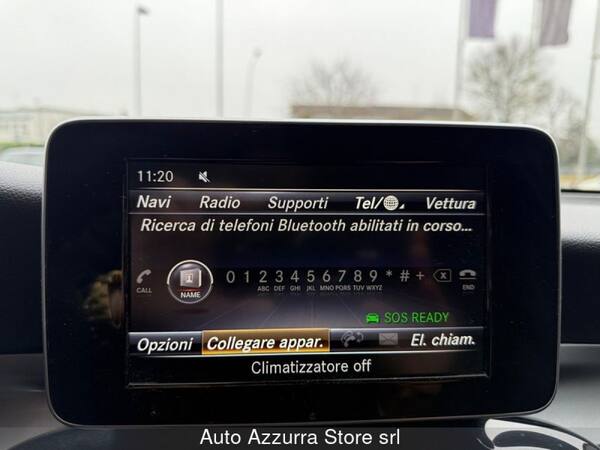 11:20
Navi Radio Supporti Tel/ Vettura
Ricerca di telefoni Bluetooth abilitati in corso...
CALL NAME 0 1 2 3 4 5 6 7 8 9 * # + END
ABC DEF GHI JKL MNO PQRS TUV WXYZ
SOS READY
Opzioni Collegare appar. El. chiam.
Climatizzatore off
Auto Azzurra Store srl